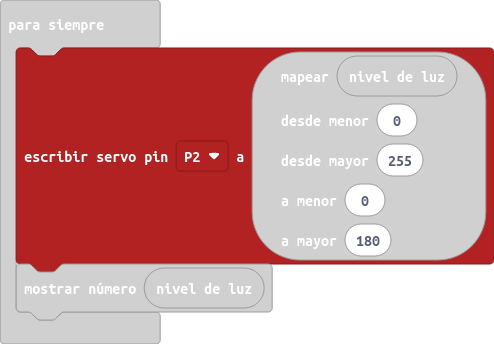 para siempre
mapear nivel de luz
desde menor 0
escribir servo pin P2 a desde mayor 255
a menor 0
a mayor 180
mostrar número nivel de luz